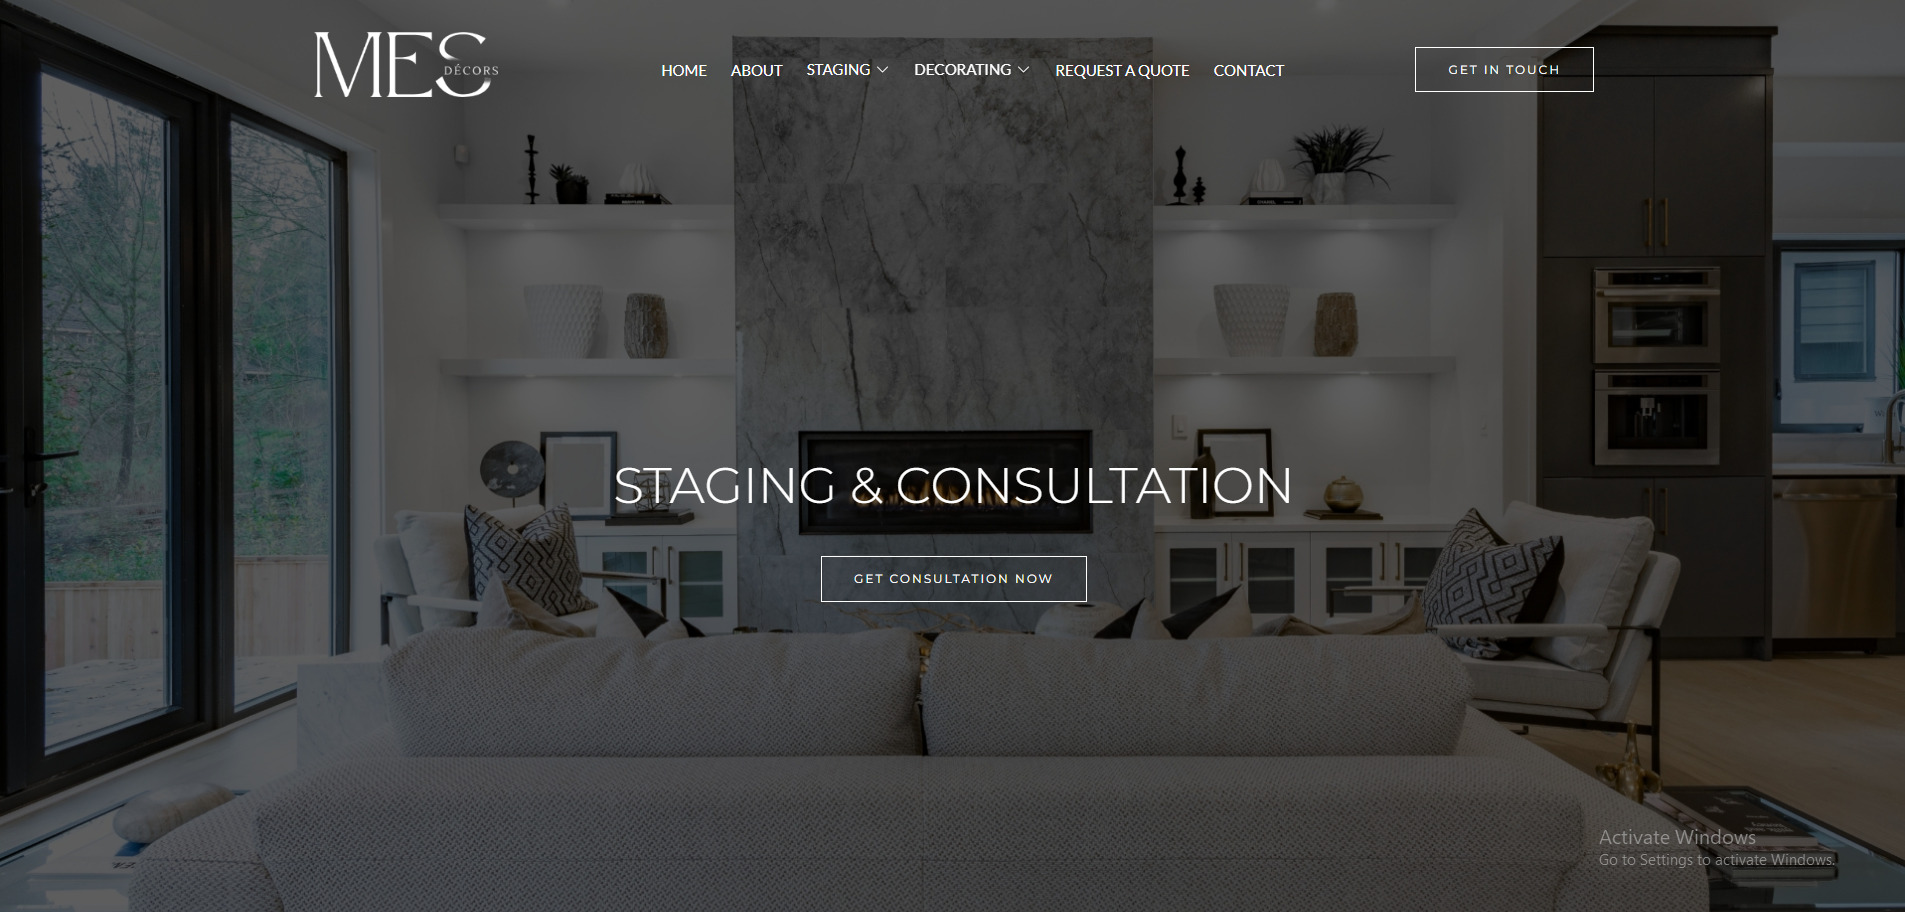 MES
DÉCORS
HOME ABOUT STAGING DECORATING REQUEST A QUOTE CONTACT
GET IN TOUCH
STAGING & CONSULTATION
GET CONSULTATION NOW
Activate Windows
Go to Settings to activate Windows.